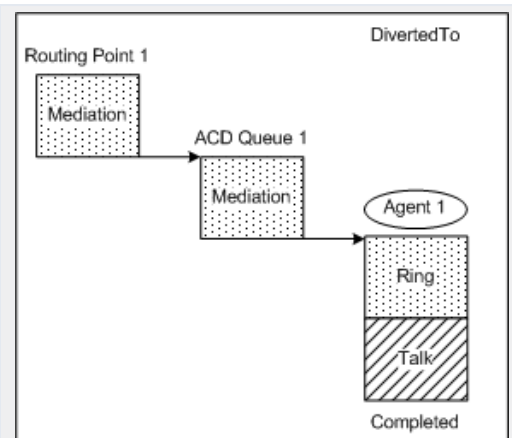 DivertedTo
Routing Point 1
Mediation
ACD Queue 1
Mediation
Agent 1
Ring
Talk
Completed